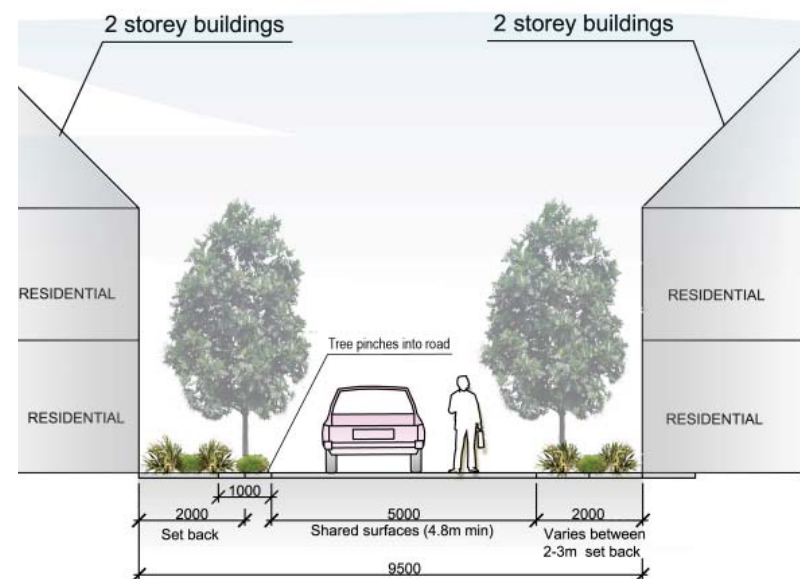 2 storey buildings
2 storey buildings
RESIDENTIAL
RESIDENTIAL
Tree pinches into road
RESIDENTIAL
RESIDENTIAL
1000
2000
5000
2000
Set back
Shared surfaces (4.8m min)
Varies between
2-3m set back
9500